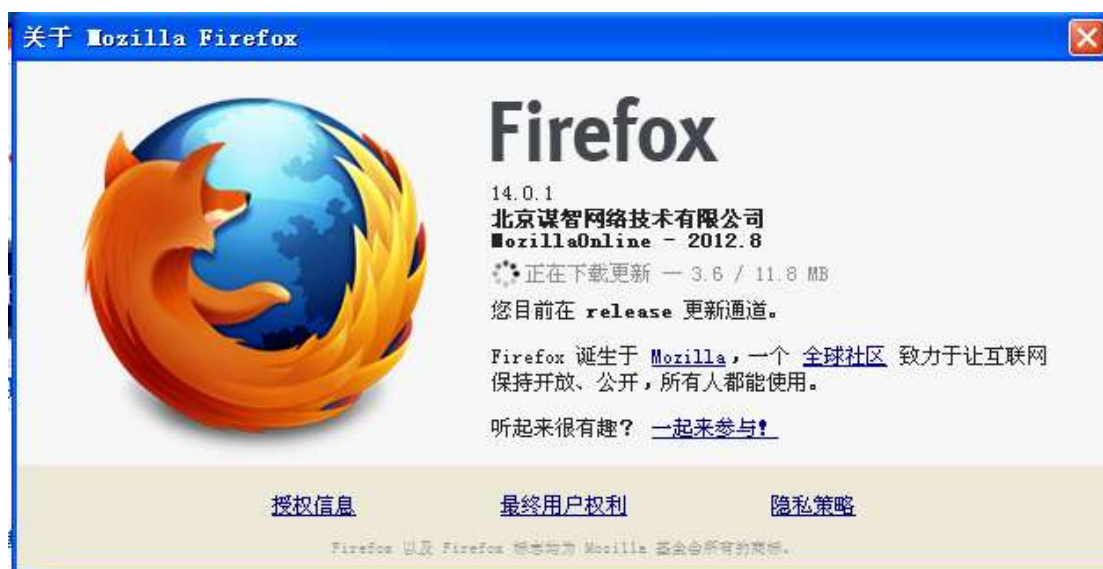 关于 Mozilla Firefox
Firefox
14.0.1
北京谋智网络技术有限公司
MozillaOnline - 2012.8
正在下载更新 — 3.6 / 11.8 MB
您目前在 release 更新通道。
Firefox 诞生于 Mozilla，一个 全球社区 致力于让互联网
保持开放、公开，所有人都能使用。
听起来很有趣？ 一起来参与！
授权信息 最终用户权利 隐私策略
Firefox 以及 Firefox 标志均为 Mozilla 基金会所有的商标。